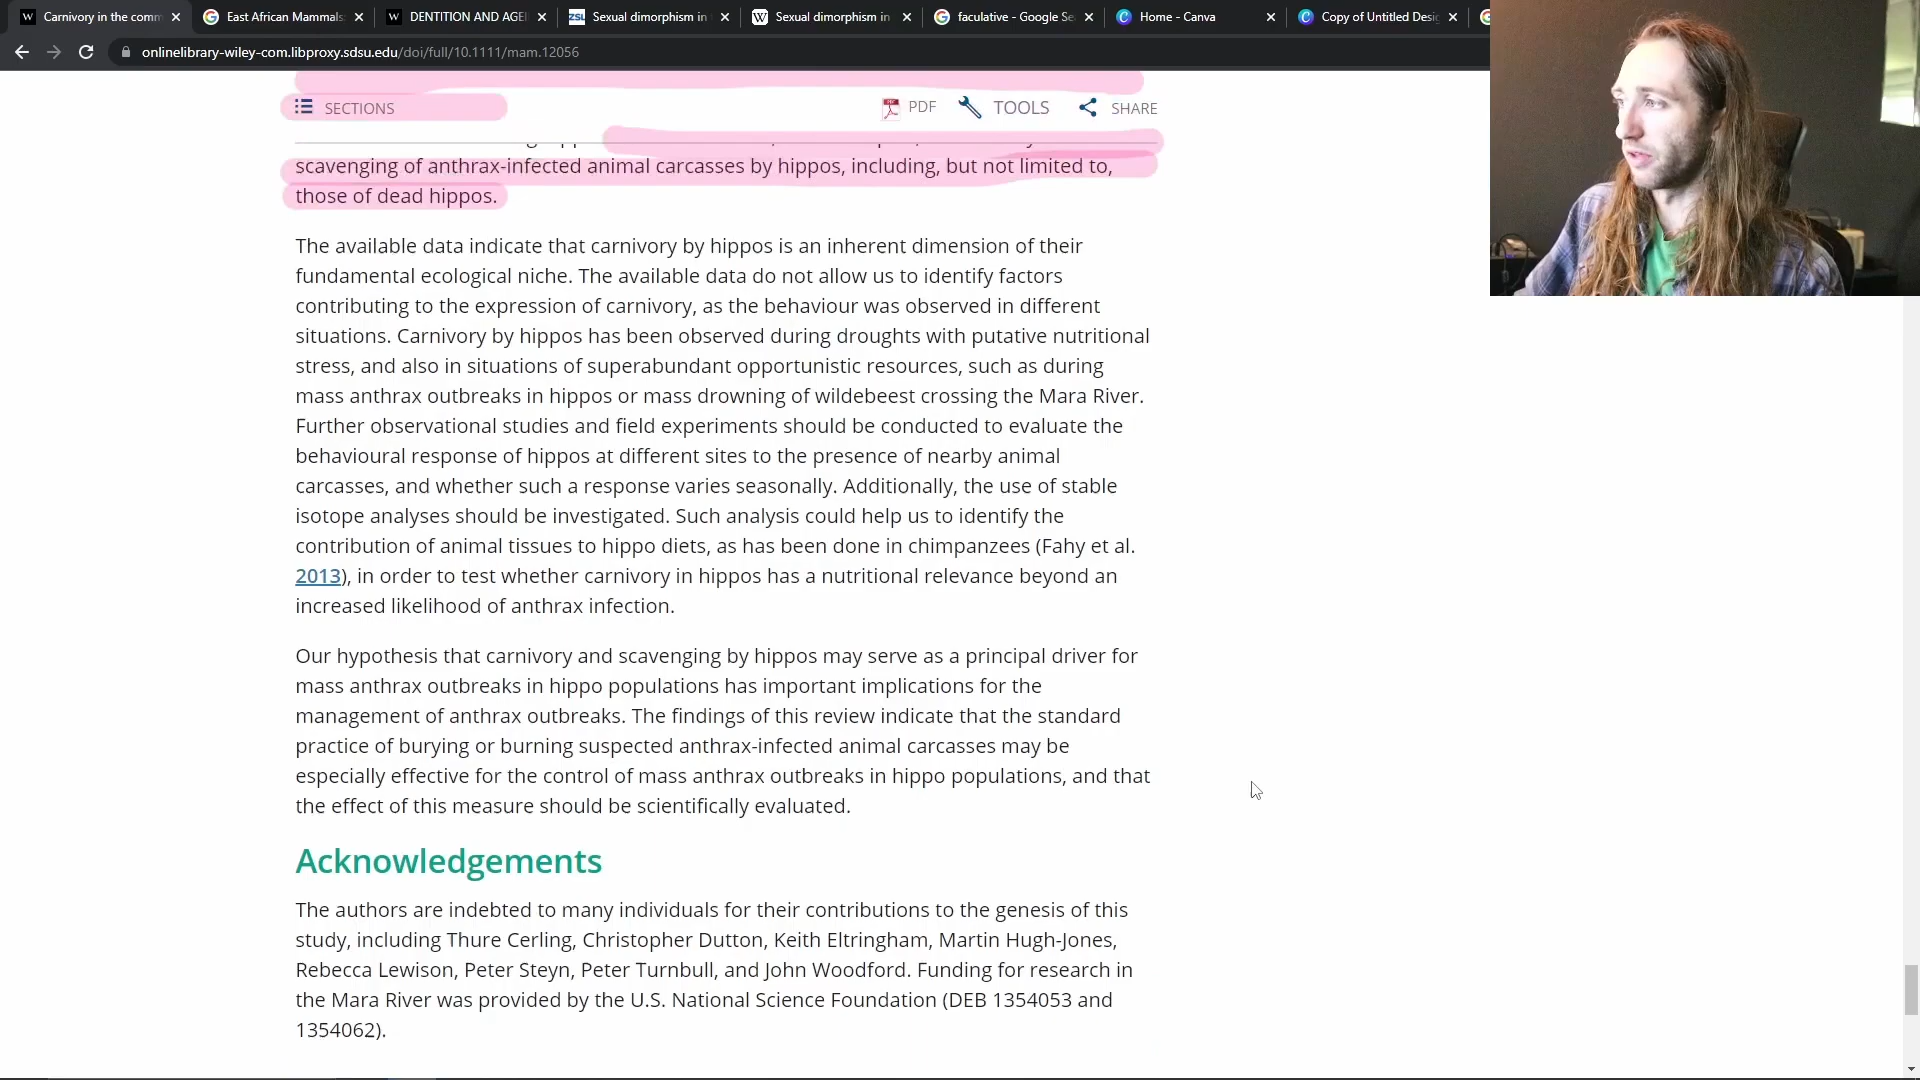 Carnivory in the comm
East African Mammals:
DENTITION AND AGEI
Sexual dimorphism in
Sexual dimorphism in
faculative - Google Se
Home - Canva
Copy of Untitled Desi
onlinelibrary-wiley-com.libproxy.sdsu.edu/doi/full/10.1111/mam.12056
SECTIONS
PDF
TOOLS
SHARE
scavenging of anthrax-infected animal carcasses by hippos, including, but not limited to,
those of dead hippos.
The available data indicate that carnivory by hippos is an inherent dimension of their
fundamental ecological niche. The available data do not allow us to identify factors
contributing to the expression of carnivory, as the behaviour was observed in different
situations. Carnivory by hippos has been observed during droughts with putative nutritional
stress, and also in situations of superabundant opportunistic resources, such as during
mass anthrax outbreaks in hippos or mass drowning of wildebeest crossing the Mara River.
Further observational studies and field experiments should be conducted to evaluate the
behavioural response of hippos at different sites to the presence of nearby animal
carcasses, and whether such a response varies seasonally. Additionally, the use of stable
isotope analyses should be investigated. Such analysis could help us to identify the
contribution of animal tissues to hippo diets, as has been done in chimpanzees (Fahy et al.
2013), in order to test whether carnivory in hippos has a nutritional relevance beyond an
increased likelihood of anthrax infection.
Our hypothesis that carnivory and scavenging by hippos may serve as a principal driver for
mass anthrax outbreaks in hippo populations has important implications for the
management of anthrax outbreaks. The findings of this review indicate that the standard
practice of burying or burning suspected anthrax-infected animal carcasses may be
especially effective for the control of mass anthrax outbreaks in hippo populations, and that
the effect of this measure should be scientifically evaluated.
Acknowledgements
The authors are indebted to many individuals for their contributions to the genesis of this
study, including Thure Cerling, Christopher Dutton, Keith Eltringham, Martin Hugh-Jones,
Rebecca Lewison, Peter Steyn, Peter Turnbull, and John Woodford. Funding for research in
the Mara River was provided by the U.S. National Science Foundation (DEB 1354053 and
1354062).